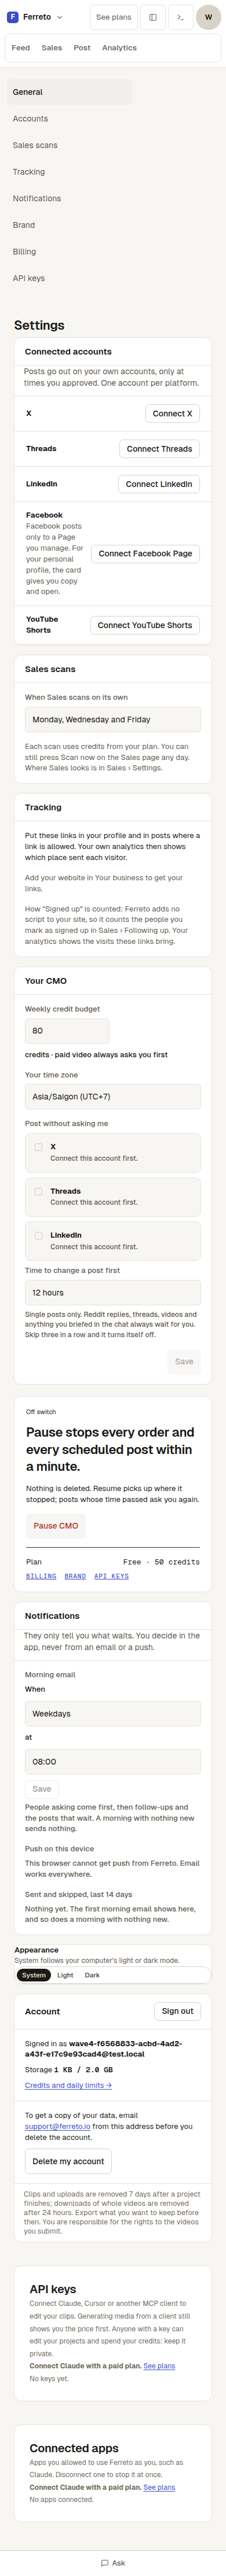 F Ferreto
See plans
W
Feed Sales Post Analytics
General
Accounts
Sales scans
Tracking
Notifications
Brand
Billing
API keys
Settings
Connected accounts
Posts go out on your own accounts, only at
times you approved. One account per platform.
X
Connect X
Threads
Connect Threads
LinkedIn
Connect LinkedIn
Facebook
Facebook posts
only to a Page
you manage. For
your personal
profile, the card
gives you copy
and open.
Connect Facebook Page
YouTube
Shorts
Connect YouTube Shorts
Sales scans
When Sales scans on its own
Monday, Wednesday and Friday
Each scan uses credits from your plan. You can
still press Scan now on the Sales page any day.
Where Sales looks is in Sales › Settings.
Tracking
Put these links in your profile and in posts where a
link is allowed. Your own analytics then shows
which place sent each visitor.
Add your website in Your business to get your
links.
How "Signed up" is counted: Ferreto adds no
script to your site, so it counts the people you
mark as signed up in Sales › Following up. Your
analytics shows the visits these links bring.
Your CMO
Weekly credit budget
80
credits · paid video always asks you first
Your time zone
Asia/Saigon (UTC+7)
Post without asking me
X
Connect this account first.
Threads
Connect this account first.
LinkedIn
Connect this account first.
Time to change a post first
12 hours
Single posts only. Reddit replies, threads, videos and
anything you briefed in the chat always wait for you.
Skip three in a row and it turns itself off.
Save
Off switch
Pause stops every order and
every scheduled post within
a minute.
Nothing is deleted. Resume picks up where it
stopped; posts whose time passed ask you again.
Pause CMO
Plan
Free · 50 credits
BILLING BRAND API KEYS
Notifications
They only tell you what waits. You decide in the
app, never from an email or a push.
Morning email
When
Weekdays
at
08:00
Save
People asking come first, then follow-ups and
the posts that wait. A morning with nothing new
sends nothing.
Push on this device
This browser cannot get push from Ferreto. Email
works everywhere.
Sent and skipped, last 14 days
Nothing yet. The first morning email shows here,
and so does a morning with nothing new.
Appearance
System follows your computer's light or dark mode.
System Light Dark
Account
Sign out
Signed in as wave4-f6568833-acbd-4ad2-
a43f-e17c9e93cad4@test.local
Storage 1 KB / 2.0 GB
Credits and daily limits →
To get a copy of your data, email
support@ferreto.io from this address before you
delete the account.
Delete my account
Clips and uploads are removed 7 days after a project
finishes; downloads of whole videos are removed
after 24 hours. Export what you want to keep before
then. You are responsible for the rights to the videos
you submit.
API keys
Connect Claude, Cursor or another MCP client to
edit your clips. Generating media from a client still
shows you the price first. Anyone with a key can
edit your projects and spend your credits: keep it
private.
Connect Claude with a paid plan. See plans
No keys yet.
Connected apps
Apps you allowed to use Ferreto as you, such as
Claude. Disconnect one to stop it at once.
Connect Claude with a paid plan. See plans
No apps connected.
Ask